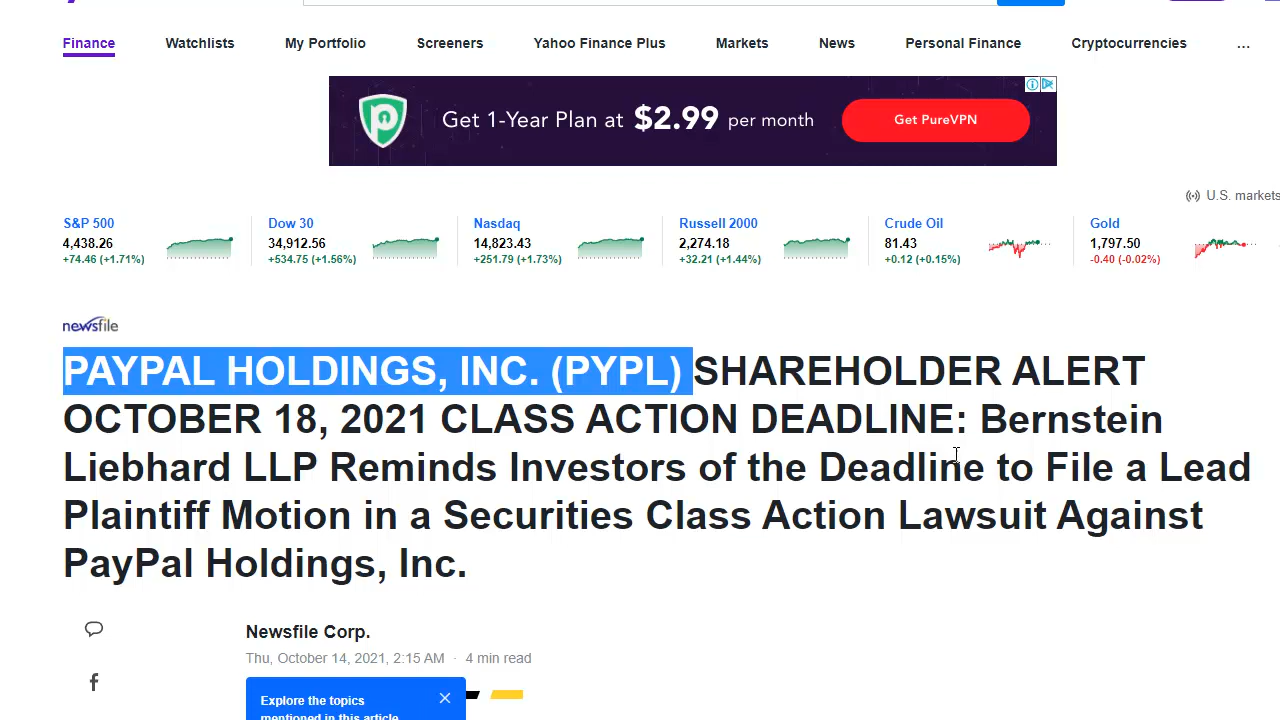 Finance Watchlists My Portfolio Screeners Yahoo Finance Plus Markets News Personal Finance Cryptocurrencies ...
Get 1-Year Plan at $2.99 per month Get PureVPN
U.S. markets
S&P 500 Dow 30 Nasdaq Russell 2000 Crude Oil Gold
4,438.26 34,912.56 14,823.43 2,274.18 81.43 1,797.50
+74.46 (+1.71%) +534.75 (+1.56%) +251.79 (+1.73%) +32.21 (+1.44%) +0.12 (+0.15%) -0.40 (-0.02%)
newsfile
PAYPAL HOLDINGS, INC. (PYPL) SHAREHOLDER ALERT
OCTOBER 18, 2021 CLASS ACTION DEADLINE: Bernstein
Liebhard LLP Reminds Investors of the Deadline to File a Lead
Plaintiff Motion in a Securities Class Action Lawsuit Against
PayPal Holdings, Inc.
Newsfile Corp.
Thu, October 14, 2021, 2:15 AM · 4 min read
Explore the topics
mentioned in this article